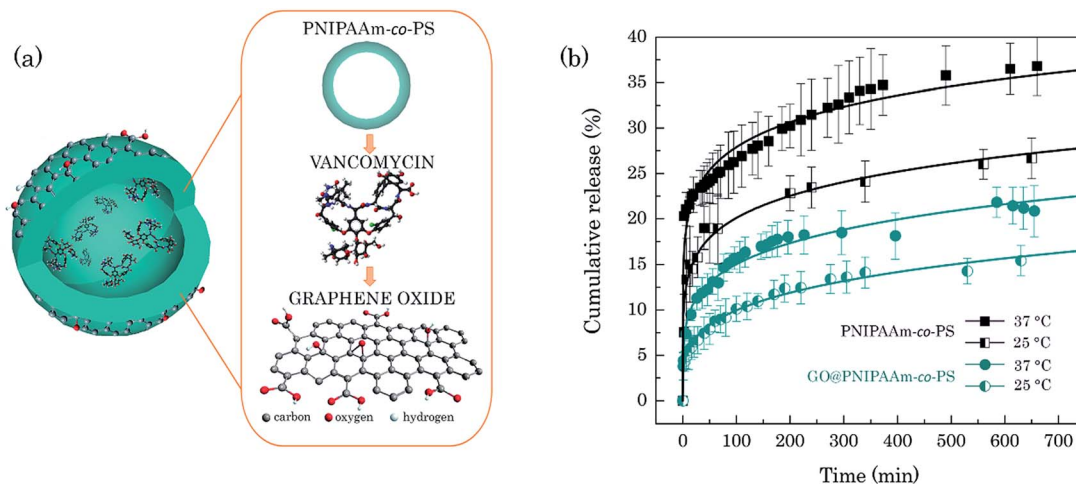 (a)
PNIPAAm-co-PS
VANCOMYCIN
GRAPHENE OXIDE
carbon oxygen hydrogen
(b)
Cumulative release (%)
40
35
30
25
20
15
10
5
0
PNIPAAm-co-PS
37 °C
25 °C
GO@PNIPAAm-co-PS
37 °C
25 °C
0 100 200 300 400 500 600 700
Time (min)